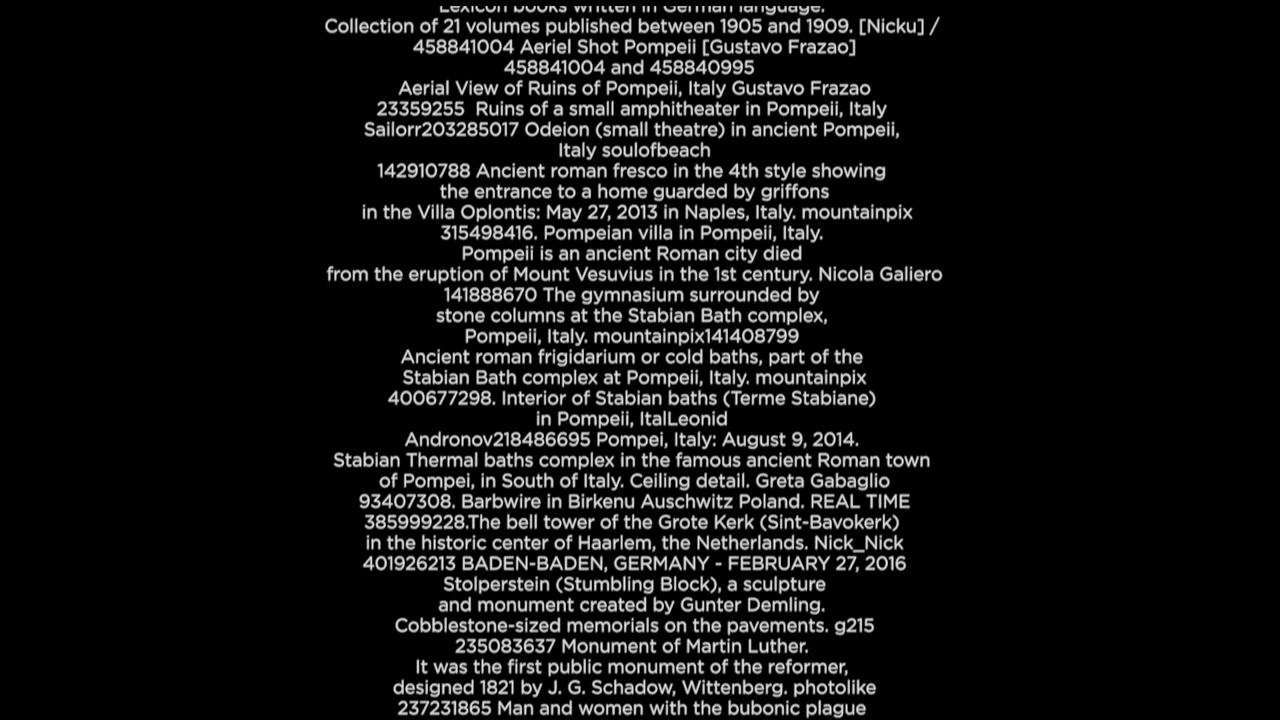 Lexicon books written in German language.
Collection of 21 volumes published between 1905 and 1909. [Nicku] /
458841004 Aeriel Shot Pompeii [Gustavo Frazao]
458841004 and 458840995
Aerial View of Ruins of Pompeii, Italy Gustavo Frazao
23359255 Ruins of a small amphitheater in Pompeii, Italy
Sailorr203285017 Odeion (small theatre) in ancient Pompeii,
Italy soulofbeach
142910788 Ancient roman fresco in the 4th style showing
the entrance to a home guarded by griffons
in the Villa Oplontis: May 27, 2013 in Naples, Italy. mountainpix
315498416. Pompeian villa in Pompeii, Italy.
Pompeii is an ancient Roman city died
from the eruption of Mount Vesuvius in the 1st century. Nicola Galiero
141888670 The gymnasium surrounded by
stone columns at the Stabian Bath complex,
Pompeii, Italy. mountainpix141408799
Ancient roman frigidarium or cold baths, part of the
Stabian Bath complex at Pompeii, Italy. mountainpix
400677298. Interior of Stabian baths (Terme Stabiane)
in Pompeii, ItalLeonid
Andronov218486695 Pompei, Italy: August 9, 2014.
Stabian Thermal baths complex in the famous ancient Roman town
of Pompei, in South of Italy. Ceiling detail. Greta Gabaglio
93407308. Barbwire in Birkenu Auschwitz Poland. REAL TIME
385999228.The bell tower of the Grote Kerk (Sint-Bavokerk)
in the historic center of Haarlem, the Netherlands. Nick_Nick
401926213 BADEN-BADEN, GERMANY - FEBRUARY 27, 2016
Stolperstein (Stumbling Block), a sculpture
and monument created by Gunter Demling.
Cobblestone-sized memorials on the pavements. g215
235083637 Monument of Martin Luther.
It was the first public monument of the reformer,
designed 1821 by J. G. Schadow, Wittenberg. photolike
237231865 Man and women with the bubonic plague